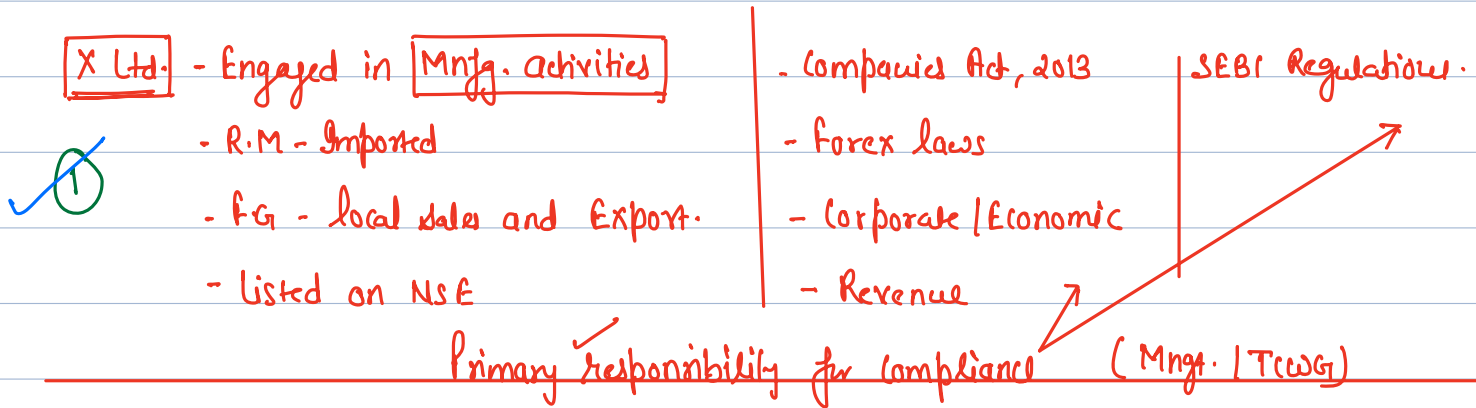 X Ltd. - Engaged in Mnfg. activities
- R.M - Imported
- FG - local sales and Export.
- Listed on NSE
1
- Companies Act, 2013
- Forex laws
- Corporate / Economic
- Revenue
SEBI Regulations.
Primary responsibility for compliance (Mngt. / TCWG)